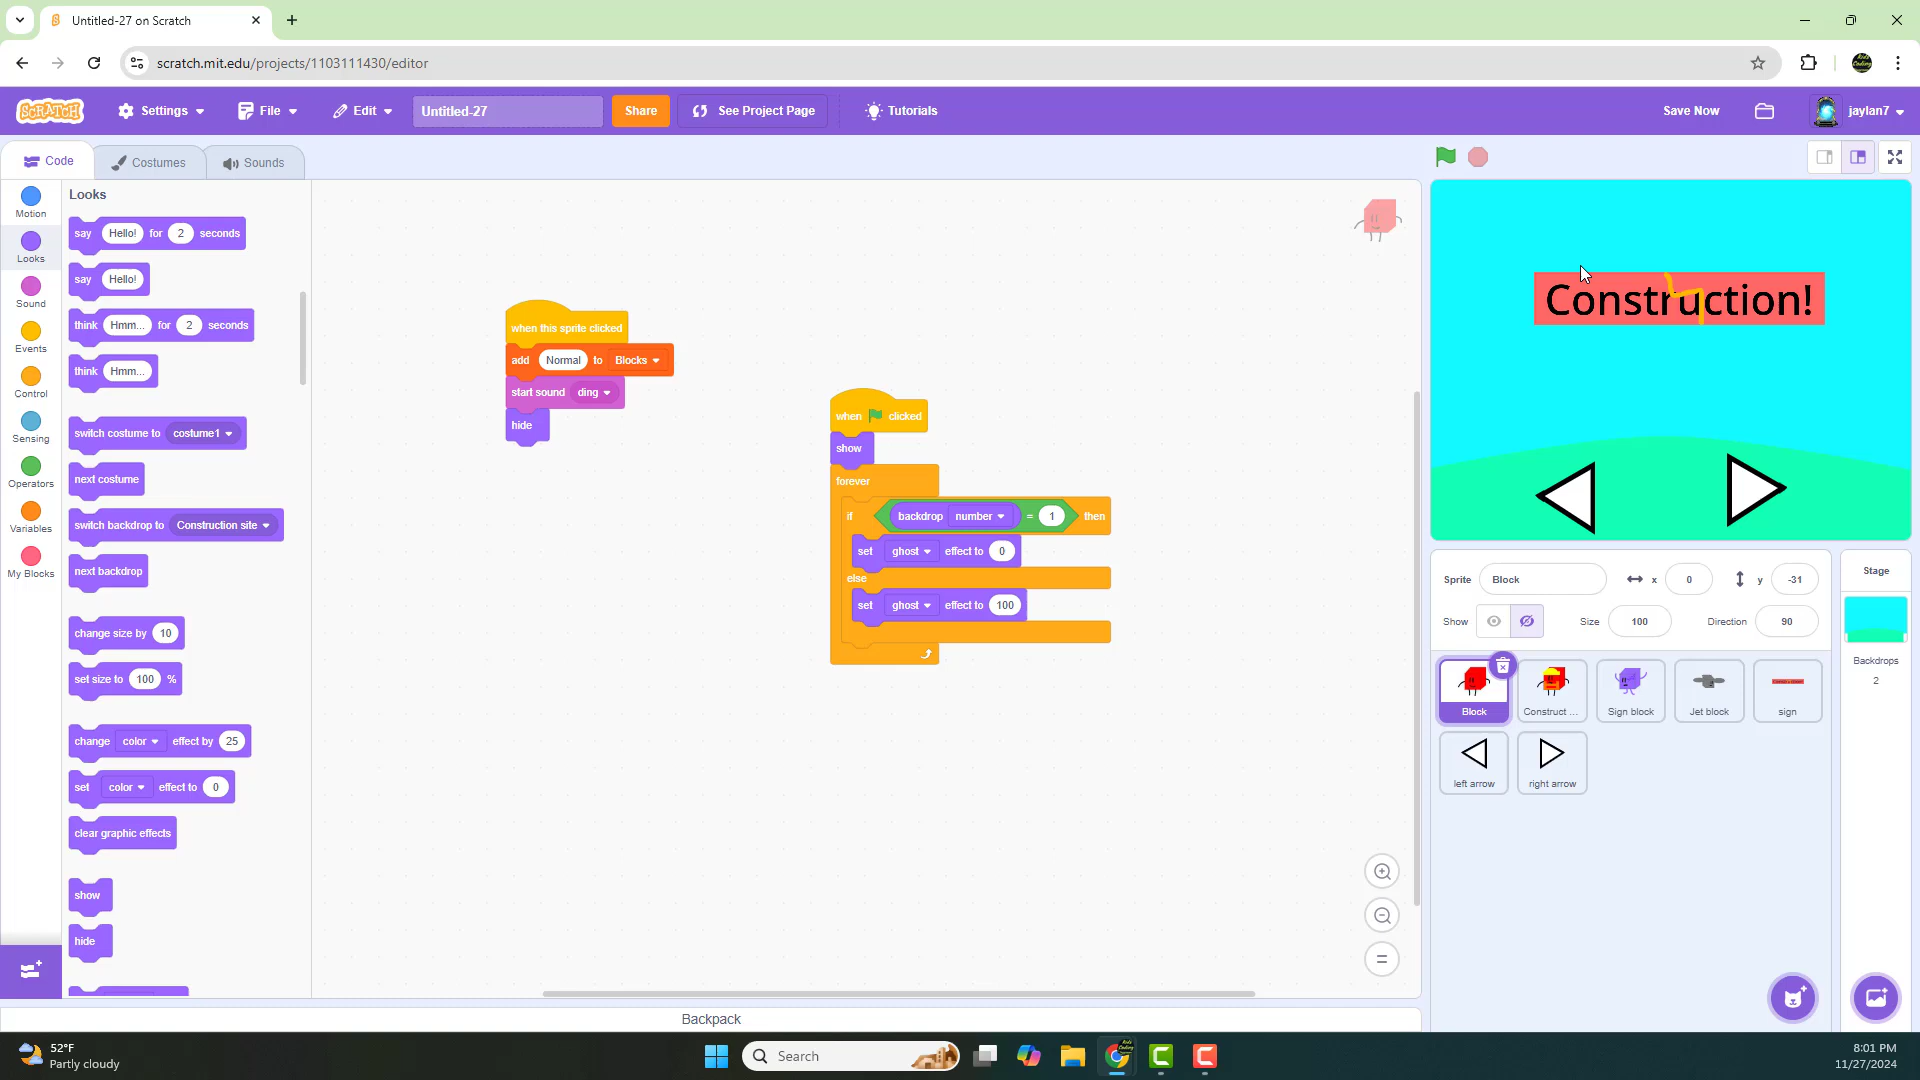 Untitled-27 on Scratch
scratch.mit.edu/projects/1103111430/editor
SCRATCH Settings File Edit Untitled-27 Share See Project Page Tutorials Save Now jaylan7
Code Costumes Sounds
Motion
Looks
Sound
Events
Control
Sensing
Operators
Variables
My Blocks
Looks
say Hello! for 2 seconds
say Hello!
think Hmm... for 2 seconds
think Hmm...
switch costume to costume1
next costume
switch backdrop to Construction site
next backdrop
change size by 10
set size to 100 %
change color effect by 25
set color effect to 0
clear graphic effects
show
hide
when this sprite clicked
add Normal to Blocks
start sound ding
hide
when clicked
show
forever
if backdrop number = 1 then
set ghost effect to 0
else
set ghost effect to 100
Construction!
Sprite Block x 0 y -31
Show Size 100 Direction 90
Block Construct ... Sign block Jet block sign
left arrow right arrow
Stage
Backdrops
2
Backpack
52°F
Partly cloudy
Search
8:01 PM
11/27/2024